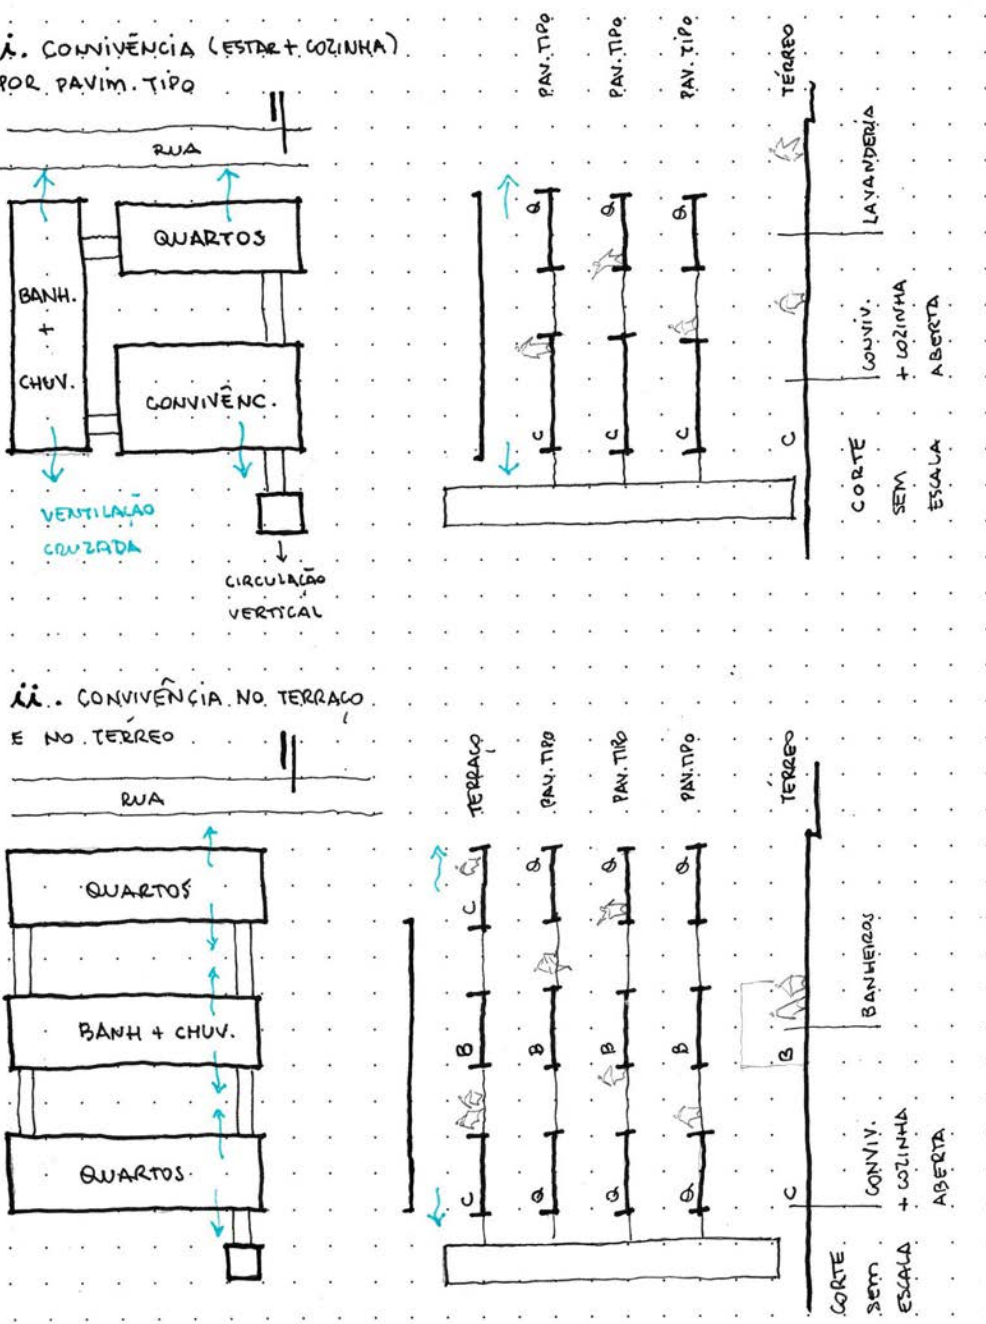 i. CONVIVÊNCIA (ESTAR + COZINHA)
POR PAVIM. TIPO
RUA
QUARTOS
BANH.
+
CHUV.
CONVIVÊNC.
VENTILAÇÃO
CRUZADA
CIRCULAÇÃO
VERTICAL
PAV. TIPO
PAV. TIPO
PAV. TIPO
TÉRREO
Q
Q
Q
C
C
C
C
LAVANDERIA
CONVIV.
+ COZINHA
ABERTA
CORTE
SEM
ESCALA
ii. CONVIVÊNCIA NO TERRAÇO
E NO TÉRREO
RUA
QUARTOS
BANH + CHUV.
QUARTOS
TERRAÇO
PAV. TIPO
PAV. TIPO
PAV. TIPO
TÉRREO
C
Q
Q
Q
B
B
B
B
B
C
Q
Q
Q
C
BANHEIROS
CONVIV.
+ COZINHA
ABERTA
CORTE
SEM
ESCALA